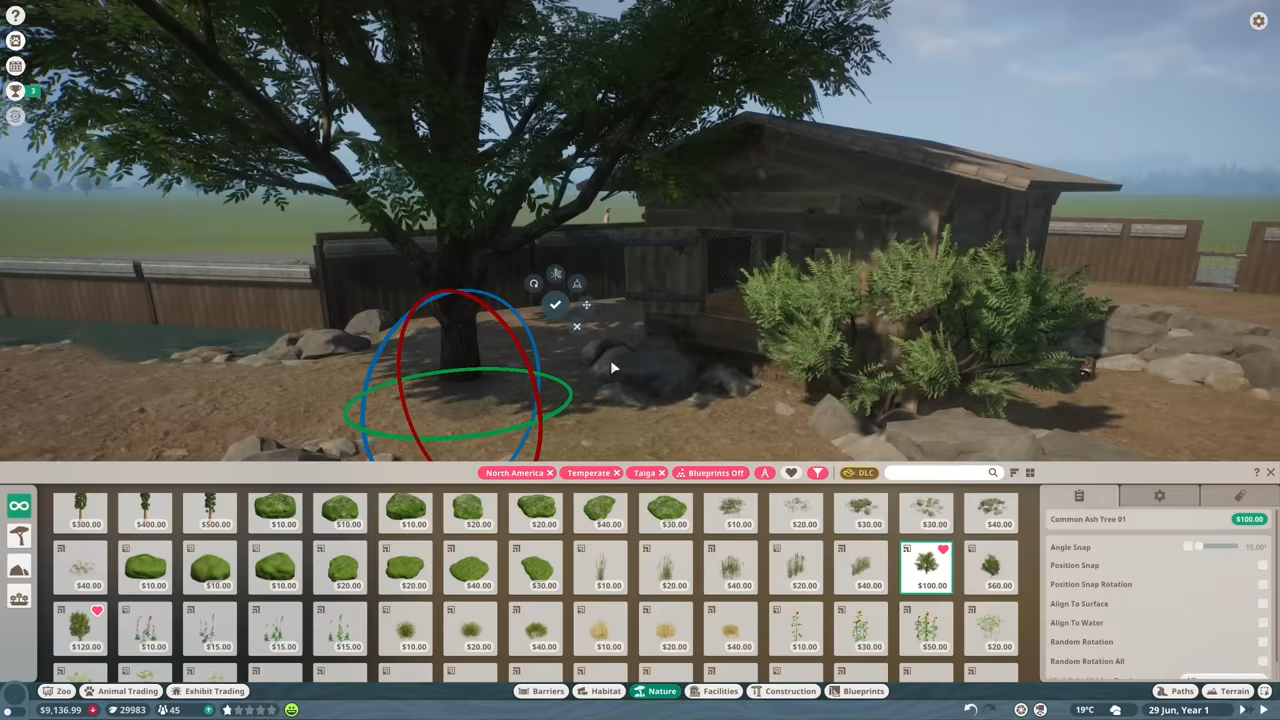 3
North America ✕ Temperate ✕ Taiga ✕ Blueprints Off DLC
$300.00 $400.00 $500.00 $10.00 $10.00 $10.00 $20.00 $20.00 $40.00 $30.00 $10.00 $20.00 $30.00 $30.00 $40.00
$40.00 $10.00 $10.00 $10.00 $20.00 $20.00 $40.00 $30.00 $10.00 $20.00 $40.00 $20.00 $40.00 $100.00 $60.00
$120.00 $10.00 $15.00 $15.00 $15.00 $10.00 $20.00 $40.00 $10.00 $20.00 $40.00 $10.00 $30.00 $50.00 $20.00
Common Ash Tree 01 $100.00
Angle Snap 15.00°
Position Snap
Position Snap Rotation
Align To Surface
Align To Water
Random Rotation
Random Rotation All
Zoo Animal Trading Exhibit Trading Barriers Habitat Nature Facilities Construction Blueprints Paths Terrain
$9,136.99 29983 45 19°C 29 Jun, Year 1